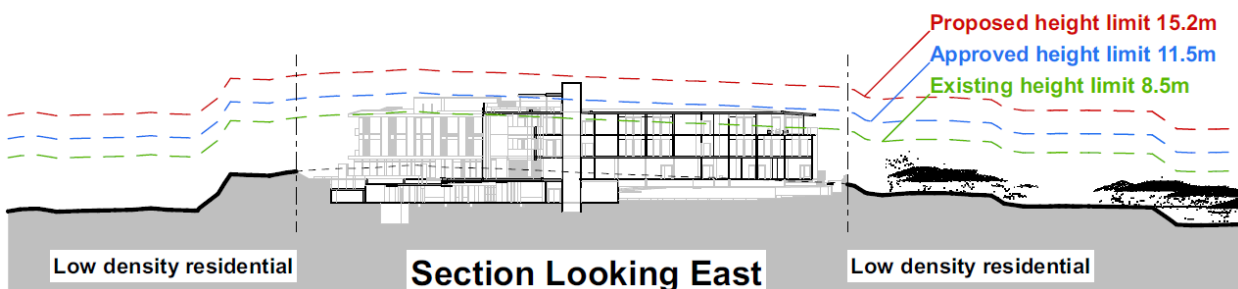 Proposed height limit 15.2m
Approved height limit 11.5m
Existing height limit 8.5m
Low density residential
Section Looking East
Low density residential